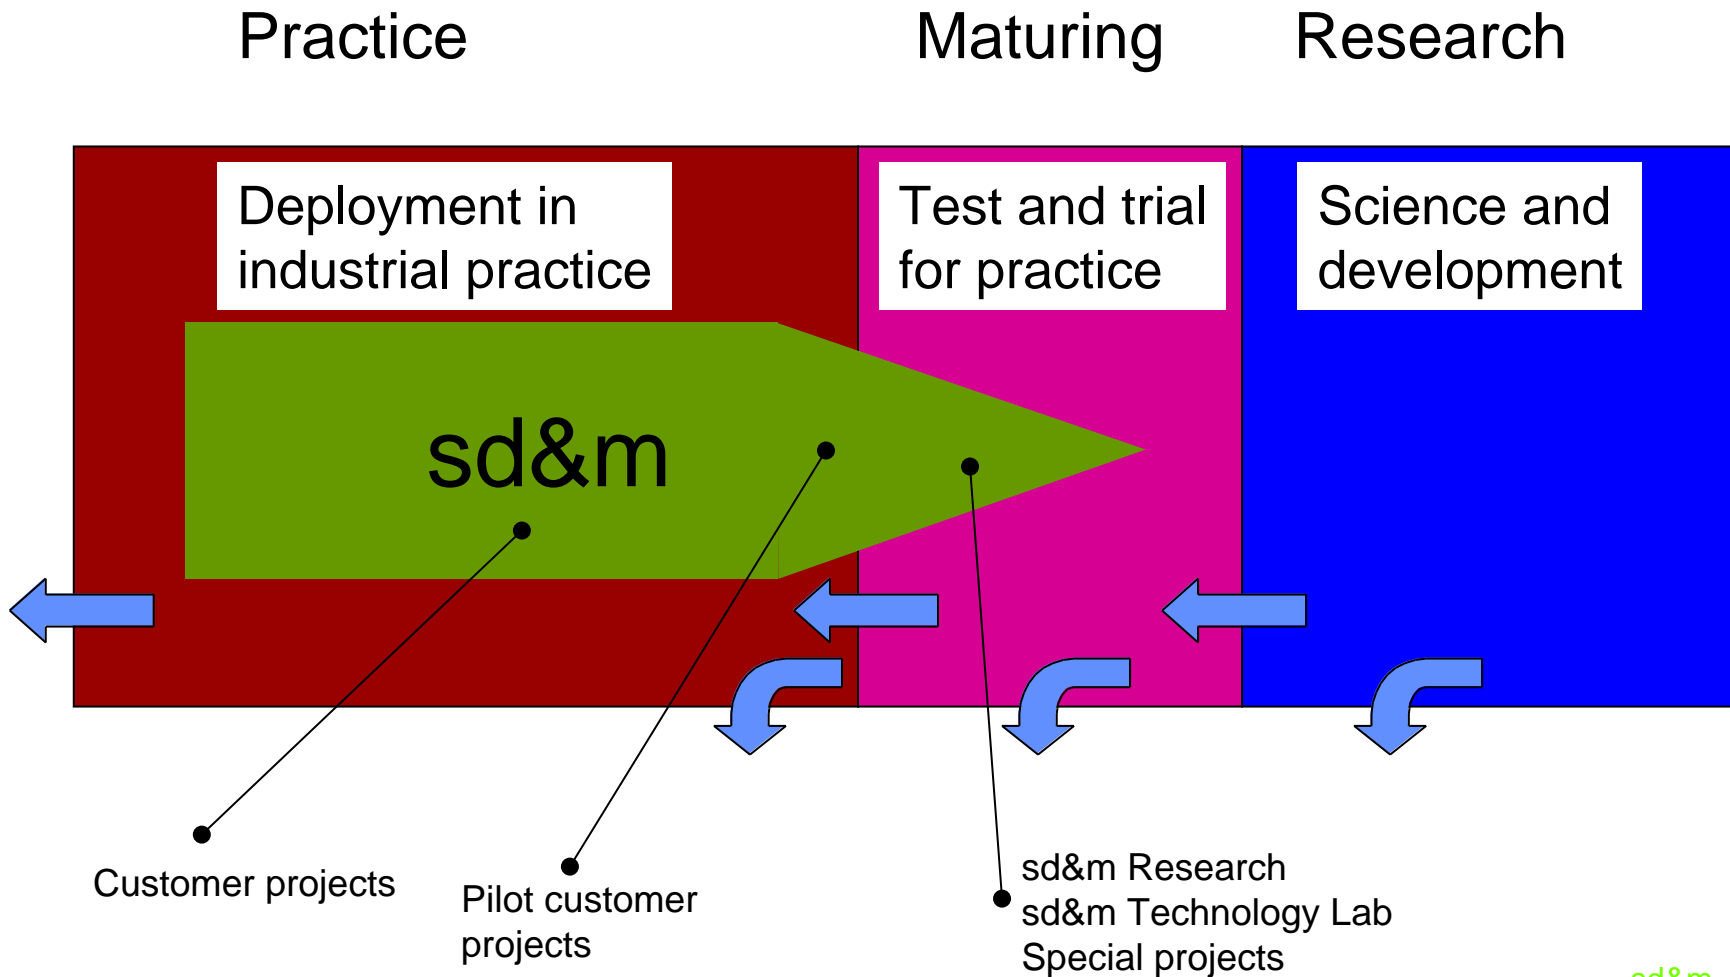 Practice
Maturing
Research
Deployment in
industrial practice
Test and trial
for practice
Science and
development
sd&m
Customer projects
Pilot customer
projects
sd&m Research
sd&m Technology Lab
Special projects
sd&m